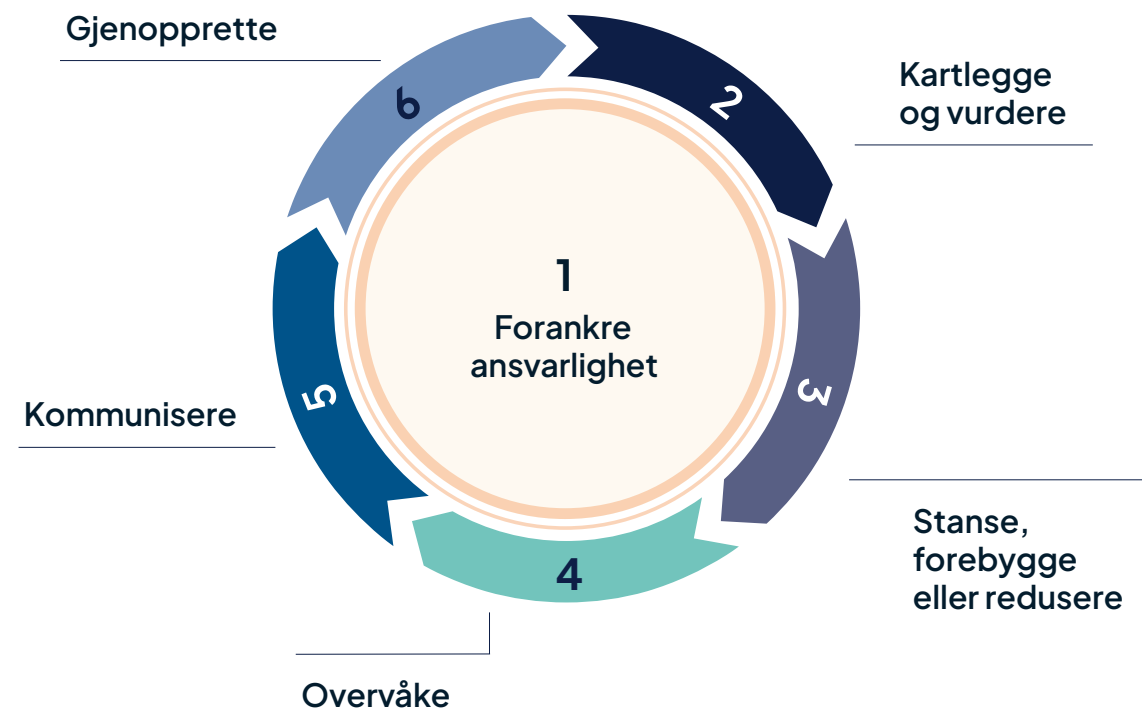 1
Forankre
ansvarlighet
2
Kartlegge
og vurdere
3
Stanse,
forebygge
eller redusere
4
Overvåke
5
Kommunisere
6
Gjenopprette